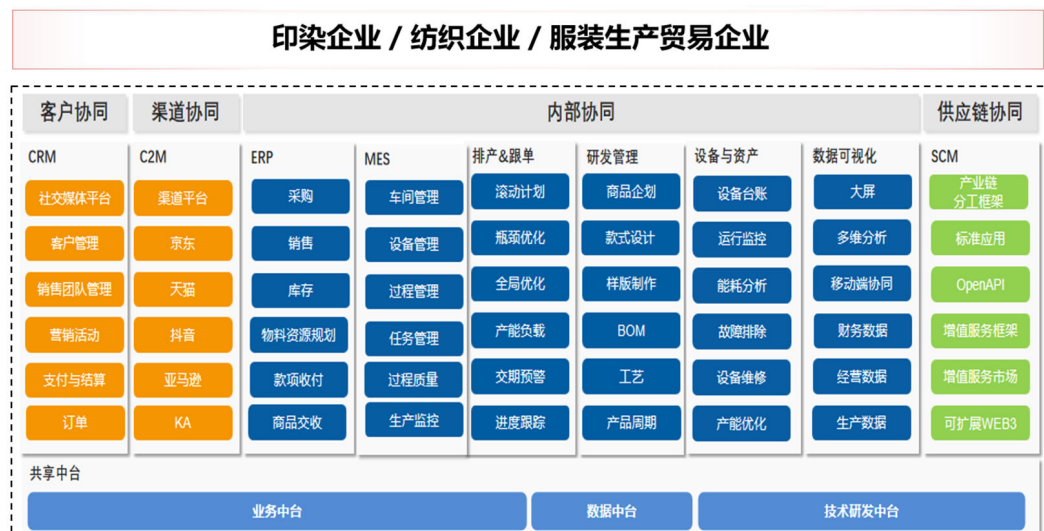 印染企业 / 纺织企业 / 服装生产贸易企业
客户协同
渠道协同
内部协同
供应链协同
CRM
社交媒体平台
客户管理
销售团队管理
营销活动
支付与结算
订单
C2M
渠道平台
京东
天猫
抖音
亚马逊
KA
ERP
采购
销售
库存
物料资源规划
款项收付
商品交收
MES
车间管理
设备管理
过程管理
任务管理
过程质量
生产监控
排产&跟单
滚动计划
瓶颈优化
全局优化
产能负载
交期预警
进度跟踪
研发管理
商品企划
款式设计
样版制作
BOM
工艺
产品周期
设备与资产
设备台账
运行监控
能耗分析
故障排除
设备维修
产能优化
数据可视化
大屏
多维分析
移动端协同
财务数据
经营数据
生产数据
SCM
产业链
分工框架
标准应用
OpenAPI
增值服务框架
增值服务市场
可扩展WEB3
共享中台
业务中台
数据中台
技术研发中台